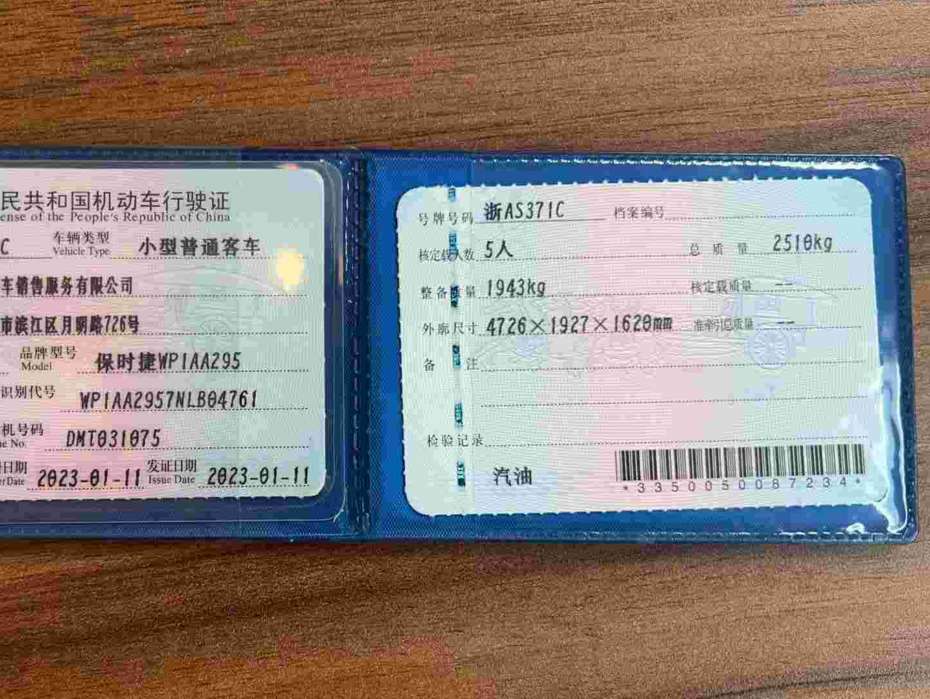 民共和国机动车行驶证
ense of the People's Republic of China
C 车辆类型 Vehicle Type 小型普通客车
车销售服务有限公司
市滨江区月明路726号
品牌型号 Model 保时捷WP1AA295
识别代号 WP1AA2957NLB04761
机号码 ne No. DMT031075
日期 er Date 2023-01-11 发证日期 Issue Date 2023-01-11
号牌号码 浙AS371C 档案编号
核定载人数 5人 总质量 2510kg
整备质量 1943kg 核定载质量 --
外廓尺寸 4726×1927×1620mm 准牵引总质量 --
备注
检验记录
汽油
*3350050087234*